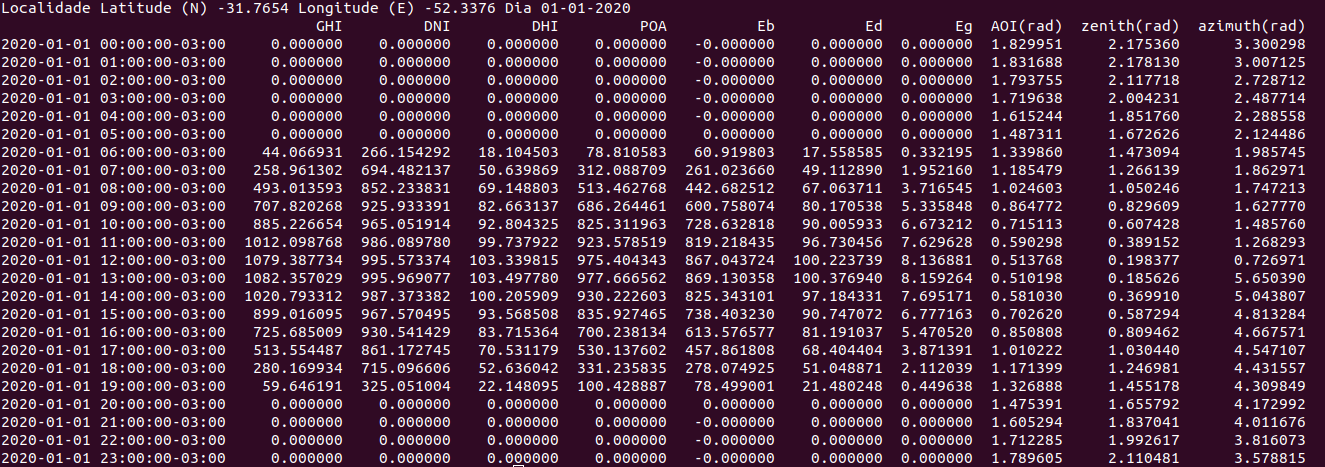 Localidade Latitude (N) -31.7654 Longitude (E) -52.3376 Dia 01-01-2020
GHI DNI DHI POA Eb Ed Eg AOI(rad) zenith(rad) azimuth(rad)
2020-01-01 00:00:00-03:00 0.000000 0.000000 0.000000 0.000000 -0.000000 0.000000 0.000000 1.829951 2.175360 3.300298
2020-01-01 01:00:00-03:00 0.000000 0.000000 0.000000 0.000000 -0.000000 0.000000 0.000000 1.831688 2.178130 3.007125
2020-01-01 02:00:00-03:00 0.000000 0.000000 0.000000 0.000000 -0.000000 0.000000 0.000000 1.793755 2.117718 2.728712
2020-01-01 03:00:00-03:00 0.000000 0.000000 0.000000 0.000000 -0.000000 0.000000 0.000000 1.719638 2.004231 2.487714
2020-01-01 04:00:00-03:00 0.000000 0.000000 0.000000 0.000000 -0.000000 0.000000 0.000000 1.615244 1.851760 2.288558
2020-01-01 05:00:00-03:00 0.000000 0.000000 0.000000 0.000000 0.000000 0.000000 0.000000 1.487311 1.672626 2.124486
2020-01-01 06:00:00-03:00 44.066931 266.154292 18.104503 78.810583 60.919803 17.558585 0.332195 1.339860 1.473094 1.985745
2020-01-01 07:00:00-03:00 258.961302 694.482137 50.639869 312.088709 261.023660 49.112890 1.952160 1.185479 1.266139 1.862971
2020-01-01 08:00:00-03:00 493.013593 852.233831 69.148803 513.462768 442.682512 67.063711 3.716545 1.024603 1.050246 1.747213
2020-01-01 09:00:00-03:00 707.820268 925.933391 82.663137 686.264461 600.758074 80.170538 5.335848 0.864772 0.829609 1.627770
2020-01-01 10:00:00-03:00 885.226654 965.051914 92.804325 825.311963 728.632818 90.005933 6.673212 0.715113 0.607428 1.485760
2020-01-01 11:00:00-03:00 1012.098768 986.089780 99.737922 923.578519 819.218435 96.730456 7.629628 0.590298 0.389152 1.268293
2020-01-01 12:00:00-03:00 1079.387734 995.573374 103.339815 975.404343 867.043724 100.223739 8.136881 0.513768 0.198377 0.726971
2020-01-01 13:00:00-03:00 1082.357029 995.969077 103.497780 977.666562 869.130358 100.376940 8.159264 0.510198 0.185626 5.650390
2020-01-01 14:00:00-03:00 1020.793312 987.373382 100.205909 930.222603 825.343101 97.184331 7.695171 0.581030 0.369910 5.043807
2020-01-01 15:00:00-03:00 899.016095 967.570495 93.568508 835.927465 738.403230 90.747072 6.777163 0.702620 0.587294 4.813284
2020-01-01 16:00:00-03:00 725.685009 930.541429 83.715364 700.238134 613.576577 81.191037 5.470520 0.850808 0.809462 4.667571
2020-01-01 17:00:00-03:00 513.554487 861.172745 70.531179 530.137602 457.861808 68.404404 3.871391 1.010222 1.030440 4.547107
2020-01-01 18:00:00-03:00 280.169934 715.096606 52.636042 331.235835 278.074925 51.048871 2.112039 1.171399 1.246981 4.431557
2020-01-01 19:00:00-03:00 59.646191 325.051004 22.148095 100.428887 78.499001 21.480248 0.449638 1.326888 1.455178 4.309849
2020-01-01 20:00:00-03:00 0.000000 0.000000 0.000000 0.000000 0.000000 0.000000 0.000000 1.475391 1.655792 4.172992
2020-01-01 21:00:00-03:00 0.000000 0.000000 0.000000 0.000000 -0.000000 0.000000 0.000000 1.605294 1.837041 4.011676
2020-01-01 22:00:00-03:00 0.000000 0.000000 0.000000 0.000000 -0.000000 0.000000 0.000000 1.712285 1.992617 3.816073
2020-01-01 23:00:00-03:00 0.000000 0.000000 0.000000 0.000000 -0.000000 0.000000 0.000000 1.789605 2.110481 3.578815